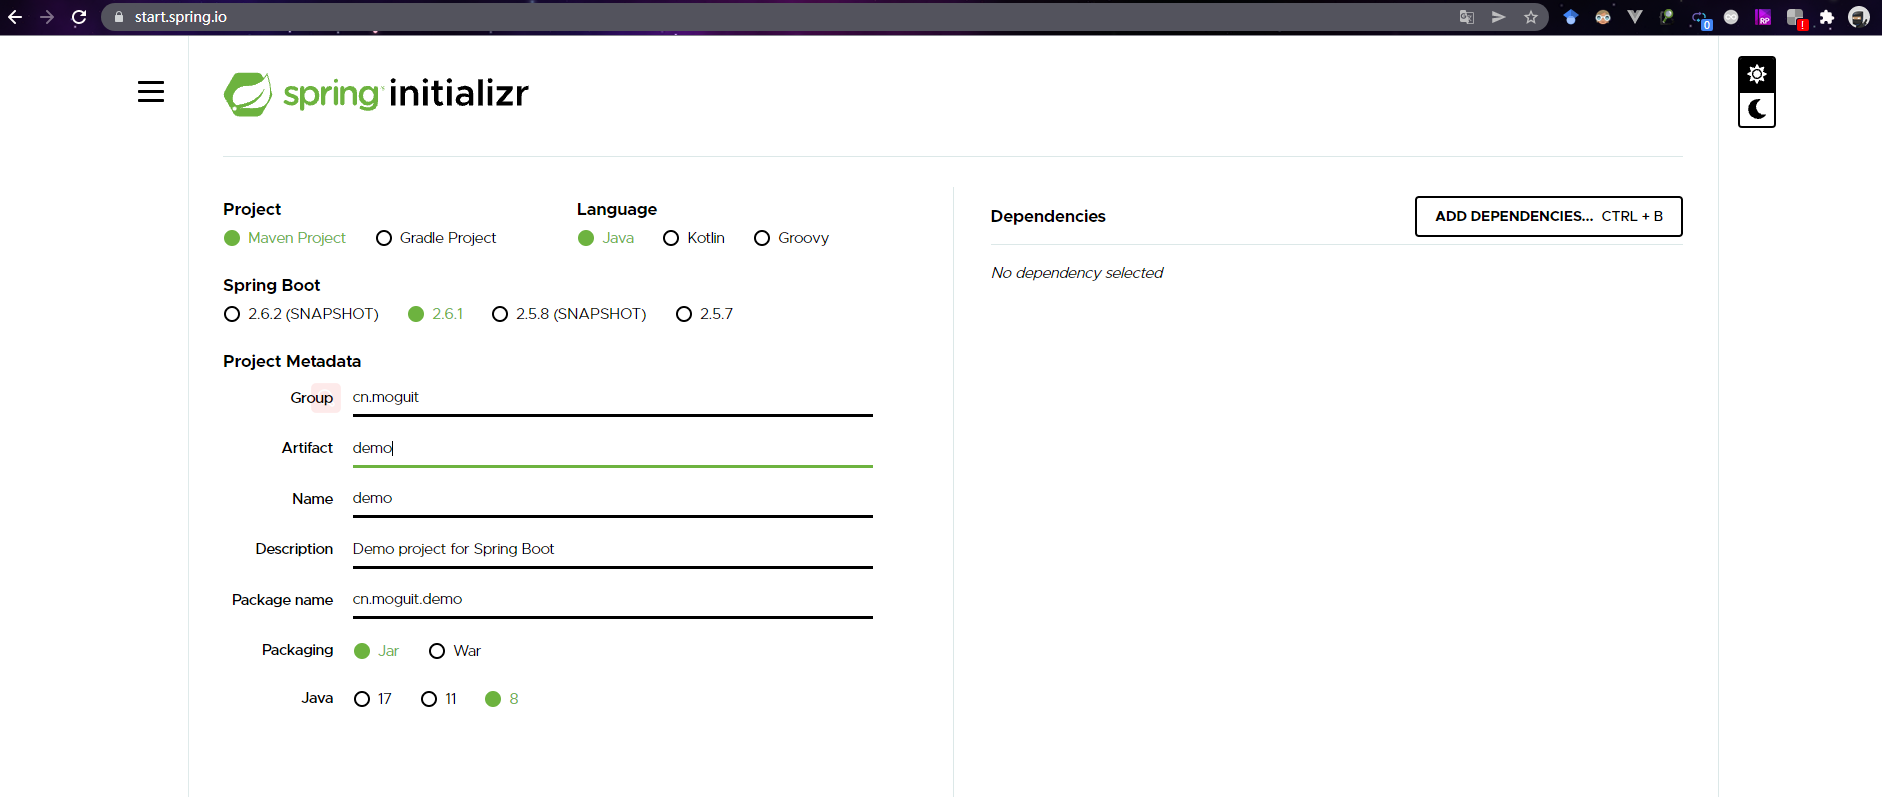 start.spring.io
spring initializr
Project
Maven Project Gradle Project
Language
Java Kotlin Groovy
Spring Boot
2.6.2 (SNAPSHOT) 2.6.1 2.5.8 (SNAPSHOT) 2.5.7
Project Metadata
Group cn.moguit
Artifact demo
Name demo
Description Demo project for Spring Boot
Package name cn.moguit.demo
Packaging Jar War
Java 17 11 8
Dependencies
ADD DEPENDENCIES... CTRL + B
No dependency selected
0
RP
!